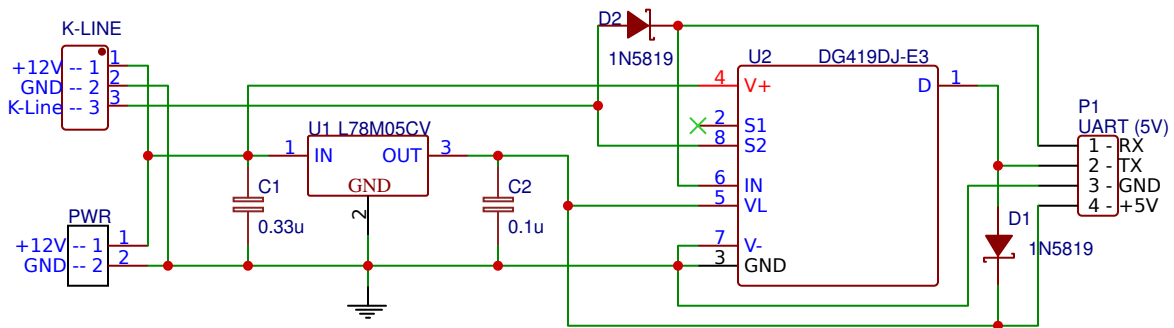 K-LINE
+12V -- 1 1
GND -- 2 2
K-Line -- 3 3
PWR
+12V -- 1 1
GND -- 2 2
U1 L78M05CV
1 IN OUT 3
GND
2
C1
0.33u
C2
0.1u
D2
1N5819
U2 DG419DJ-E3
4 V+
D 1
2 S1
8 S2
6 IN
5 VL
7 V-
3 GND
P1
UART (5V)
1 - RX
2 - TX
3 - GND
4 - +5V
D1
1N5819